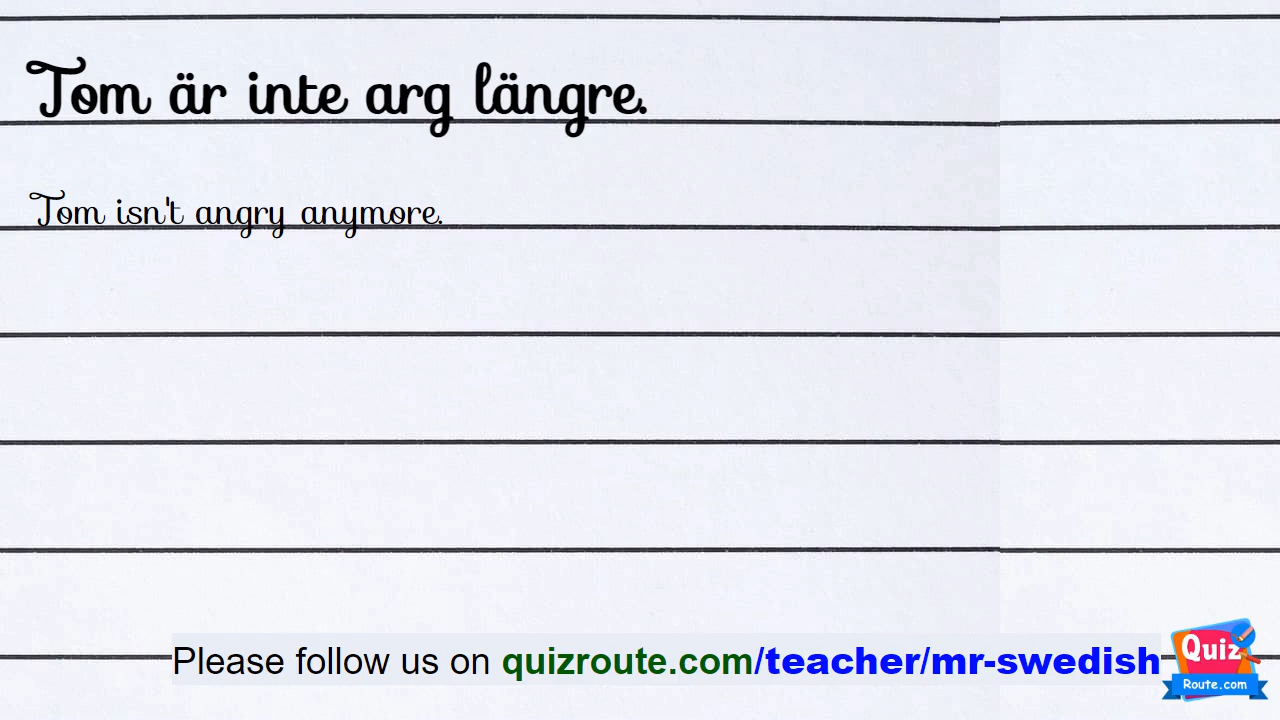 Tom är inte arg längre.
Tom isn't angry anymore.
Please follow us on quizroute.com/teacher/mr-swedish
Quiz
Route.com